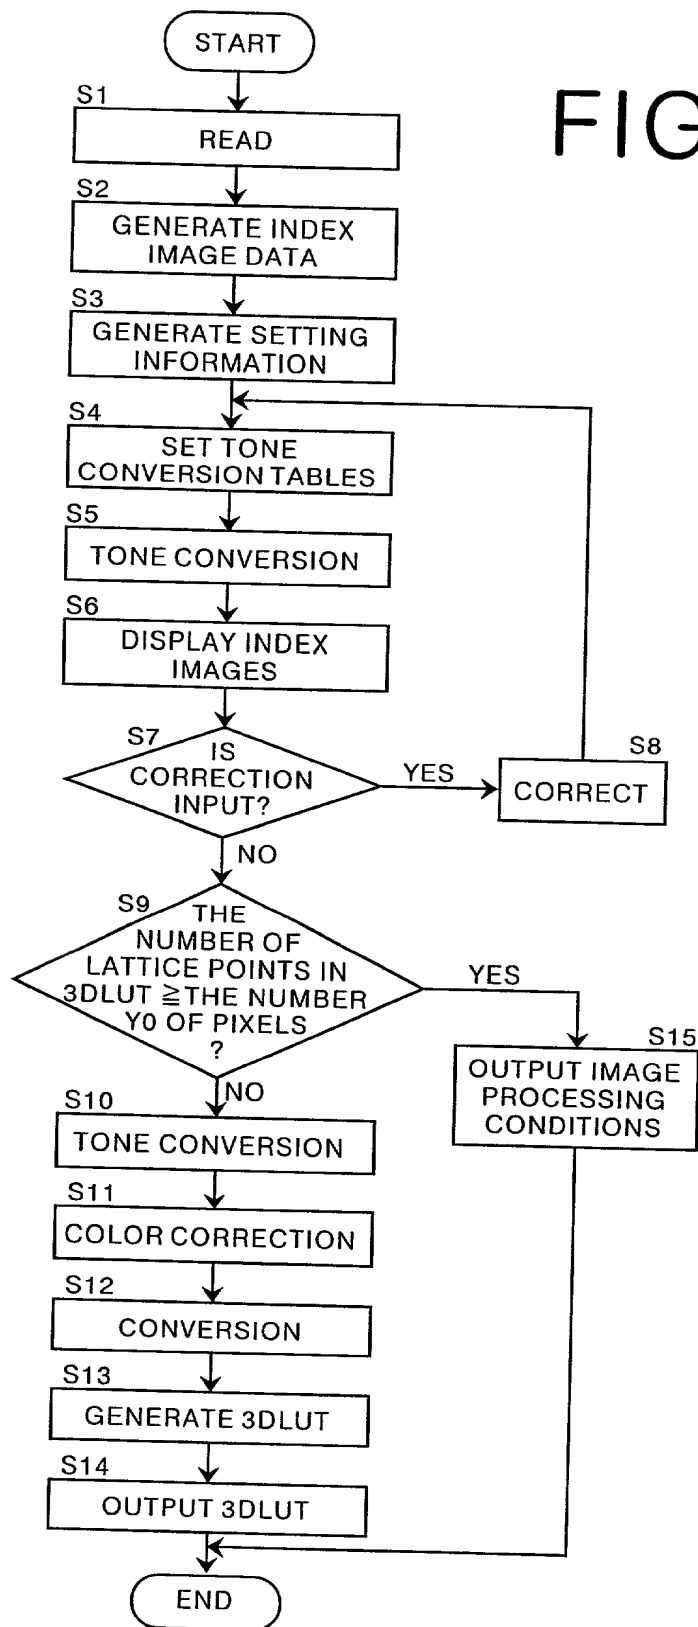 START
FIG
S1
READ
S2
GENERATE INDEX
IMAGE DATA
S3
GENERATE SETTING
INFORMATION
S4
SET TONE
CONVERSION TABLES
S5
TONE CONVERSION
S6
DISPLAY INDEX
IMAGES
S7
IS
CORRECTION
INPUT?
YES
S8
CORRECT
NO
S9
THE
NUMBER OF
LATTICE POINTS IN
3DLUT ≧THE NUMBER
Y0 OF PIXELS
?
YES
S15
OUTPUT IMAGE
PROCESSING
CONDITIONS
NO
S10
TONE CONVERSION
S11
COLOR CORRECTION
S12
CONVERSION
S13
GENERATE 3DLUT
S14
OUTPUT 3DLUT
END